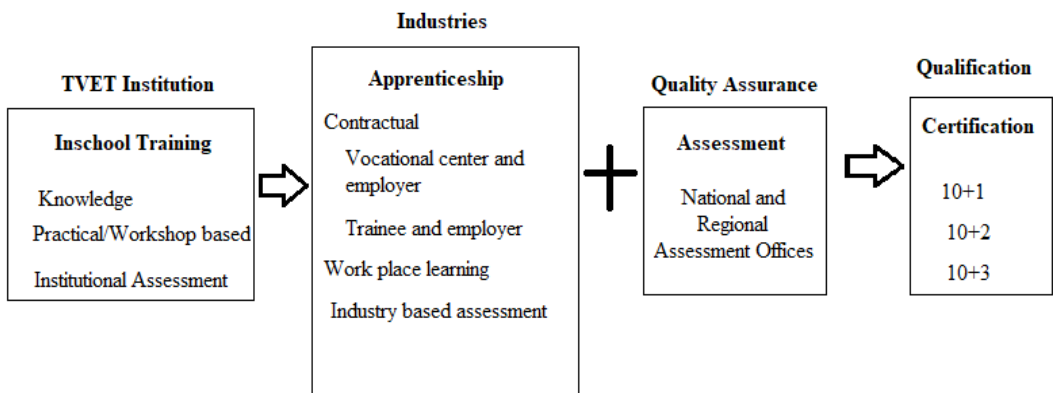 TVET Institution
Inschool Training
Knowledge
Practical/Workshop based
Institutional Assessment
Industries
Apprenticeship
Contractual
Vocational center and
employer
Trainee and employer
Work place learning
Industry based assessment
Quality Assurance
Assessment
National and
Regional
Assessment Offices
Qualification
Certification
10+1
10+2
10+3